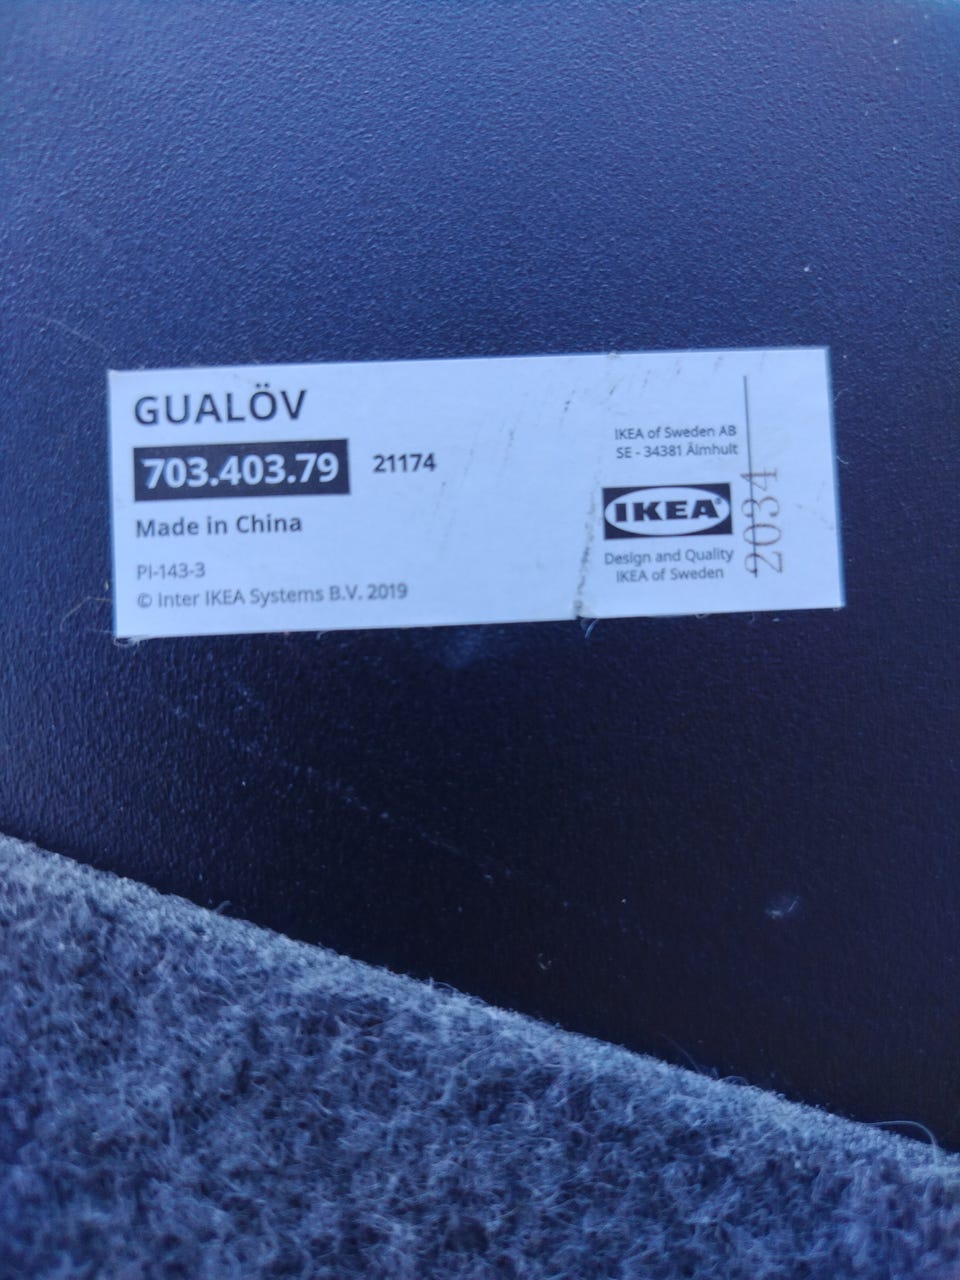 GUALÖV
703.403.79 21174
Made in China
PI-143-3
© Inter IKEA Systems B.V. 2019
IKEA of Sweden AB
SE - 34381 Älmhult
IKEA®
Design and Quality
IKEA of Sweden
2034